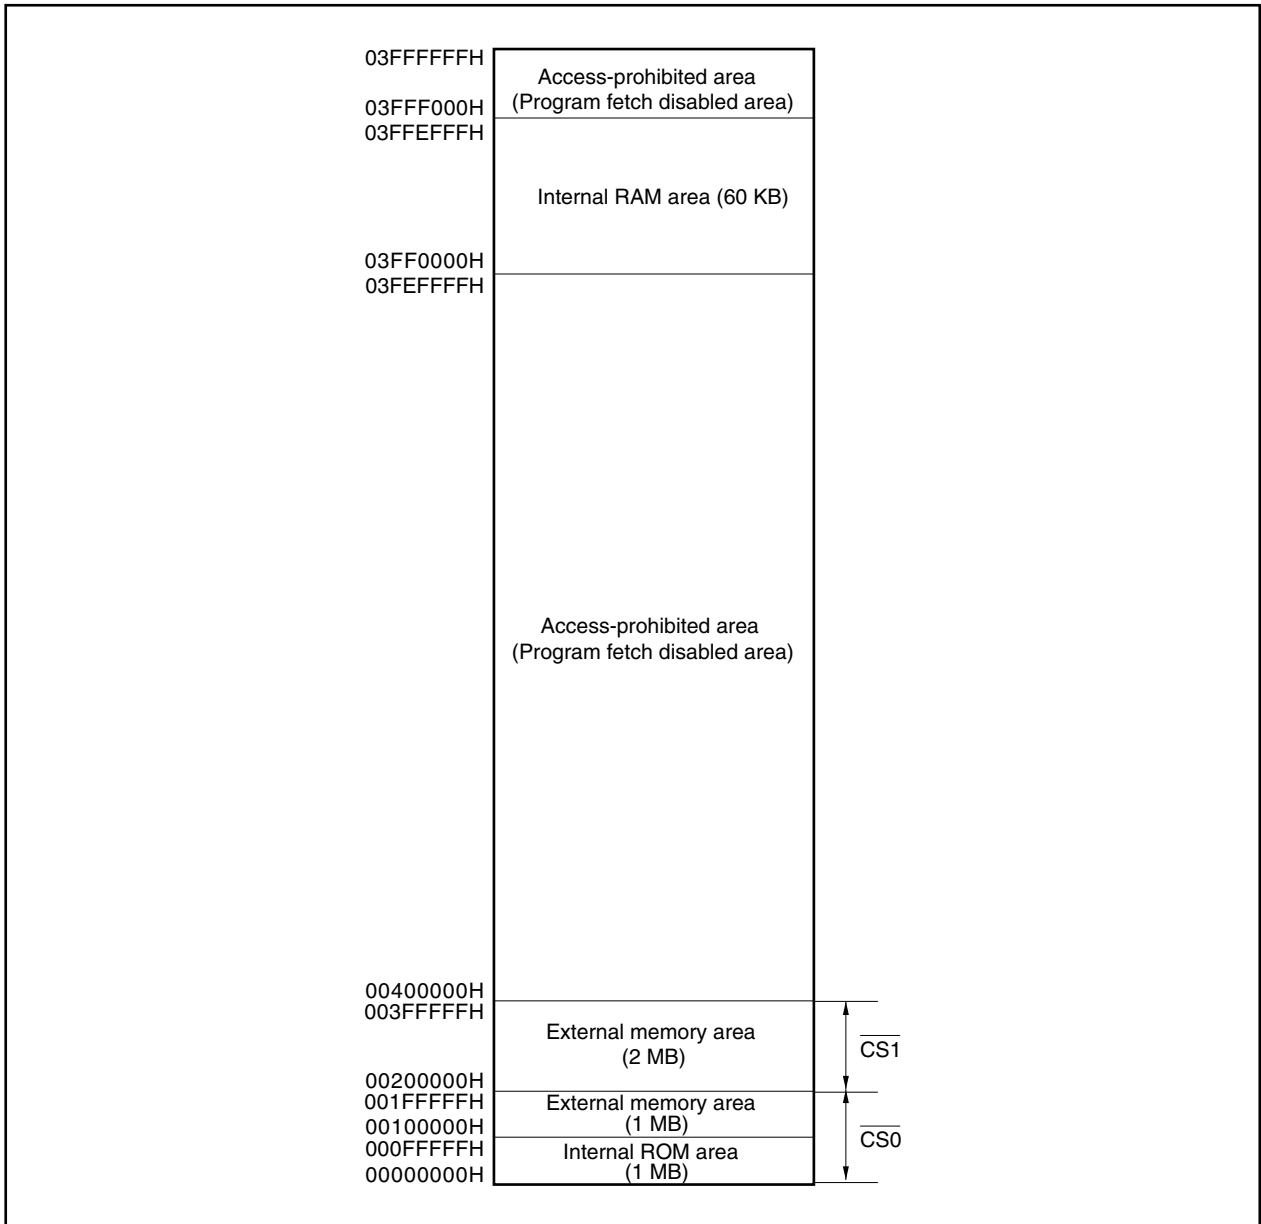 03FFFFFFH
Access-prohibited area
(Program fetch disabled area)
03FFF000H
03FFEFFFH
Internal RAM area (60 KB)
03FF0000H
03FEFFFFH
Access-prohibited area
(Program fetch disabled area)
00400000H
003FFFFFH
External memory area
(2 MB)
CS1
00200000H
001FFFFFH
External memory area
(1 MB)
00100000H
CS0
000FFFFFH
Internal ROM area
(1 MB)
00000000H